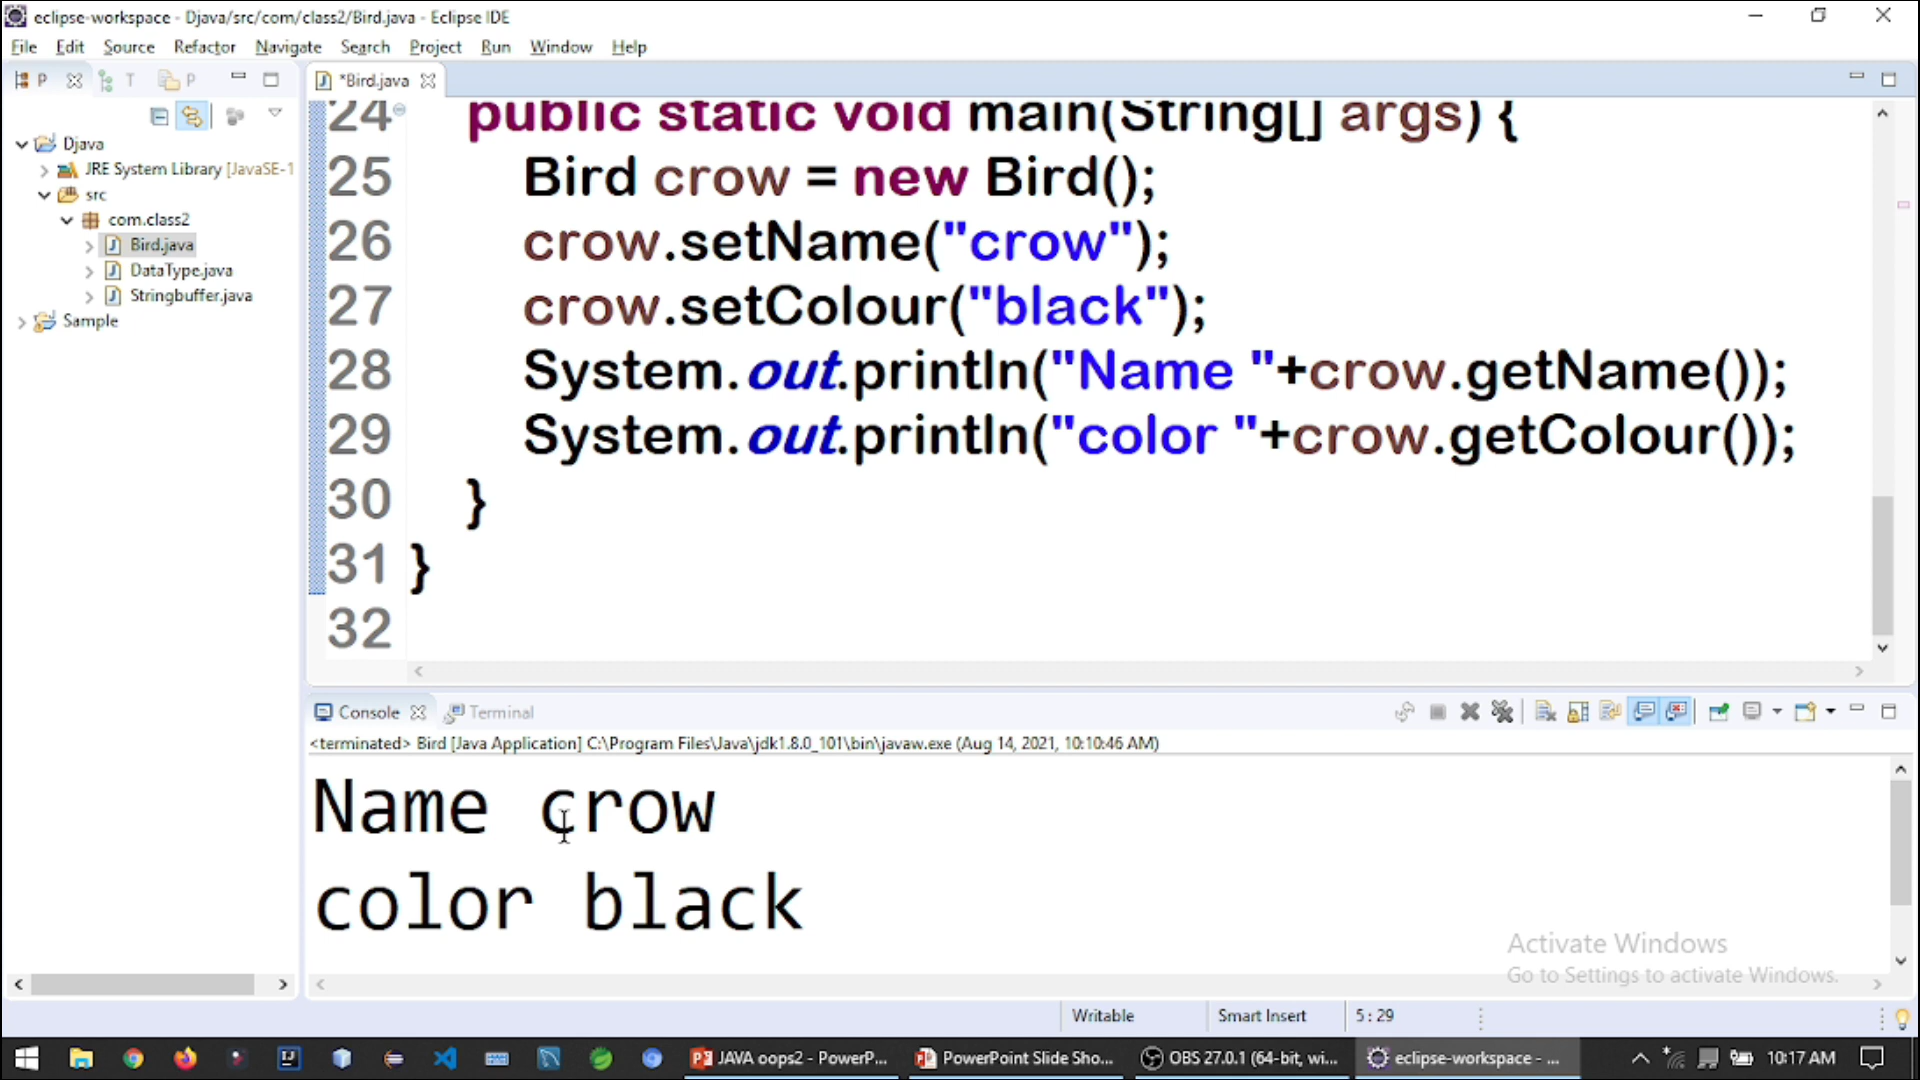 eclipse-workspace - Djava/src/com/class2/Bird.java - Eclipse IDE
File Edit Source Refactor Navigate Search Project Run Window Help
P T P
*Bird.java
Djava
JRE System Library [JavaSE-1
src
com.class2
Bird.java
DataType.java
Stringbuffer.java
Sample
24 public static void main(String[] args) {
25 Bird crow = new Bird();
26 crow.setName("crow");
27 crow.setColour("black");
28 System.out.println("Name "+crow.getName());
29 System.out.println("color "+crow.getColour());
30 }
31 }
32
Console Terminal
<terminated> Bird [Java Application] C:\Program Files\Java\jdk1.8.0_101\bin\javaw.exe (Aug 14, 2021, 10:10:46 AM)
Name crow
color black
Activate Windows
Go to Settings to activate Windows.
Writable Smart Insert 5 : 29
JAVA oops2 - PowerP... PowerPoint Slide Sho... OBS 27.0.1 (64-bit, wi... eclipse-workspace - ... 10:17 AM